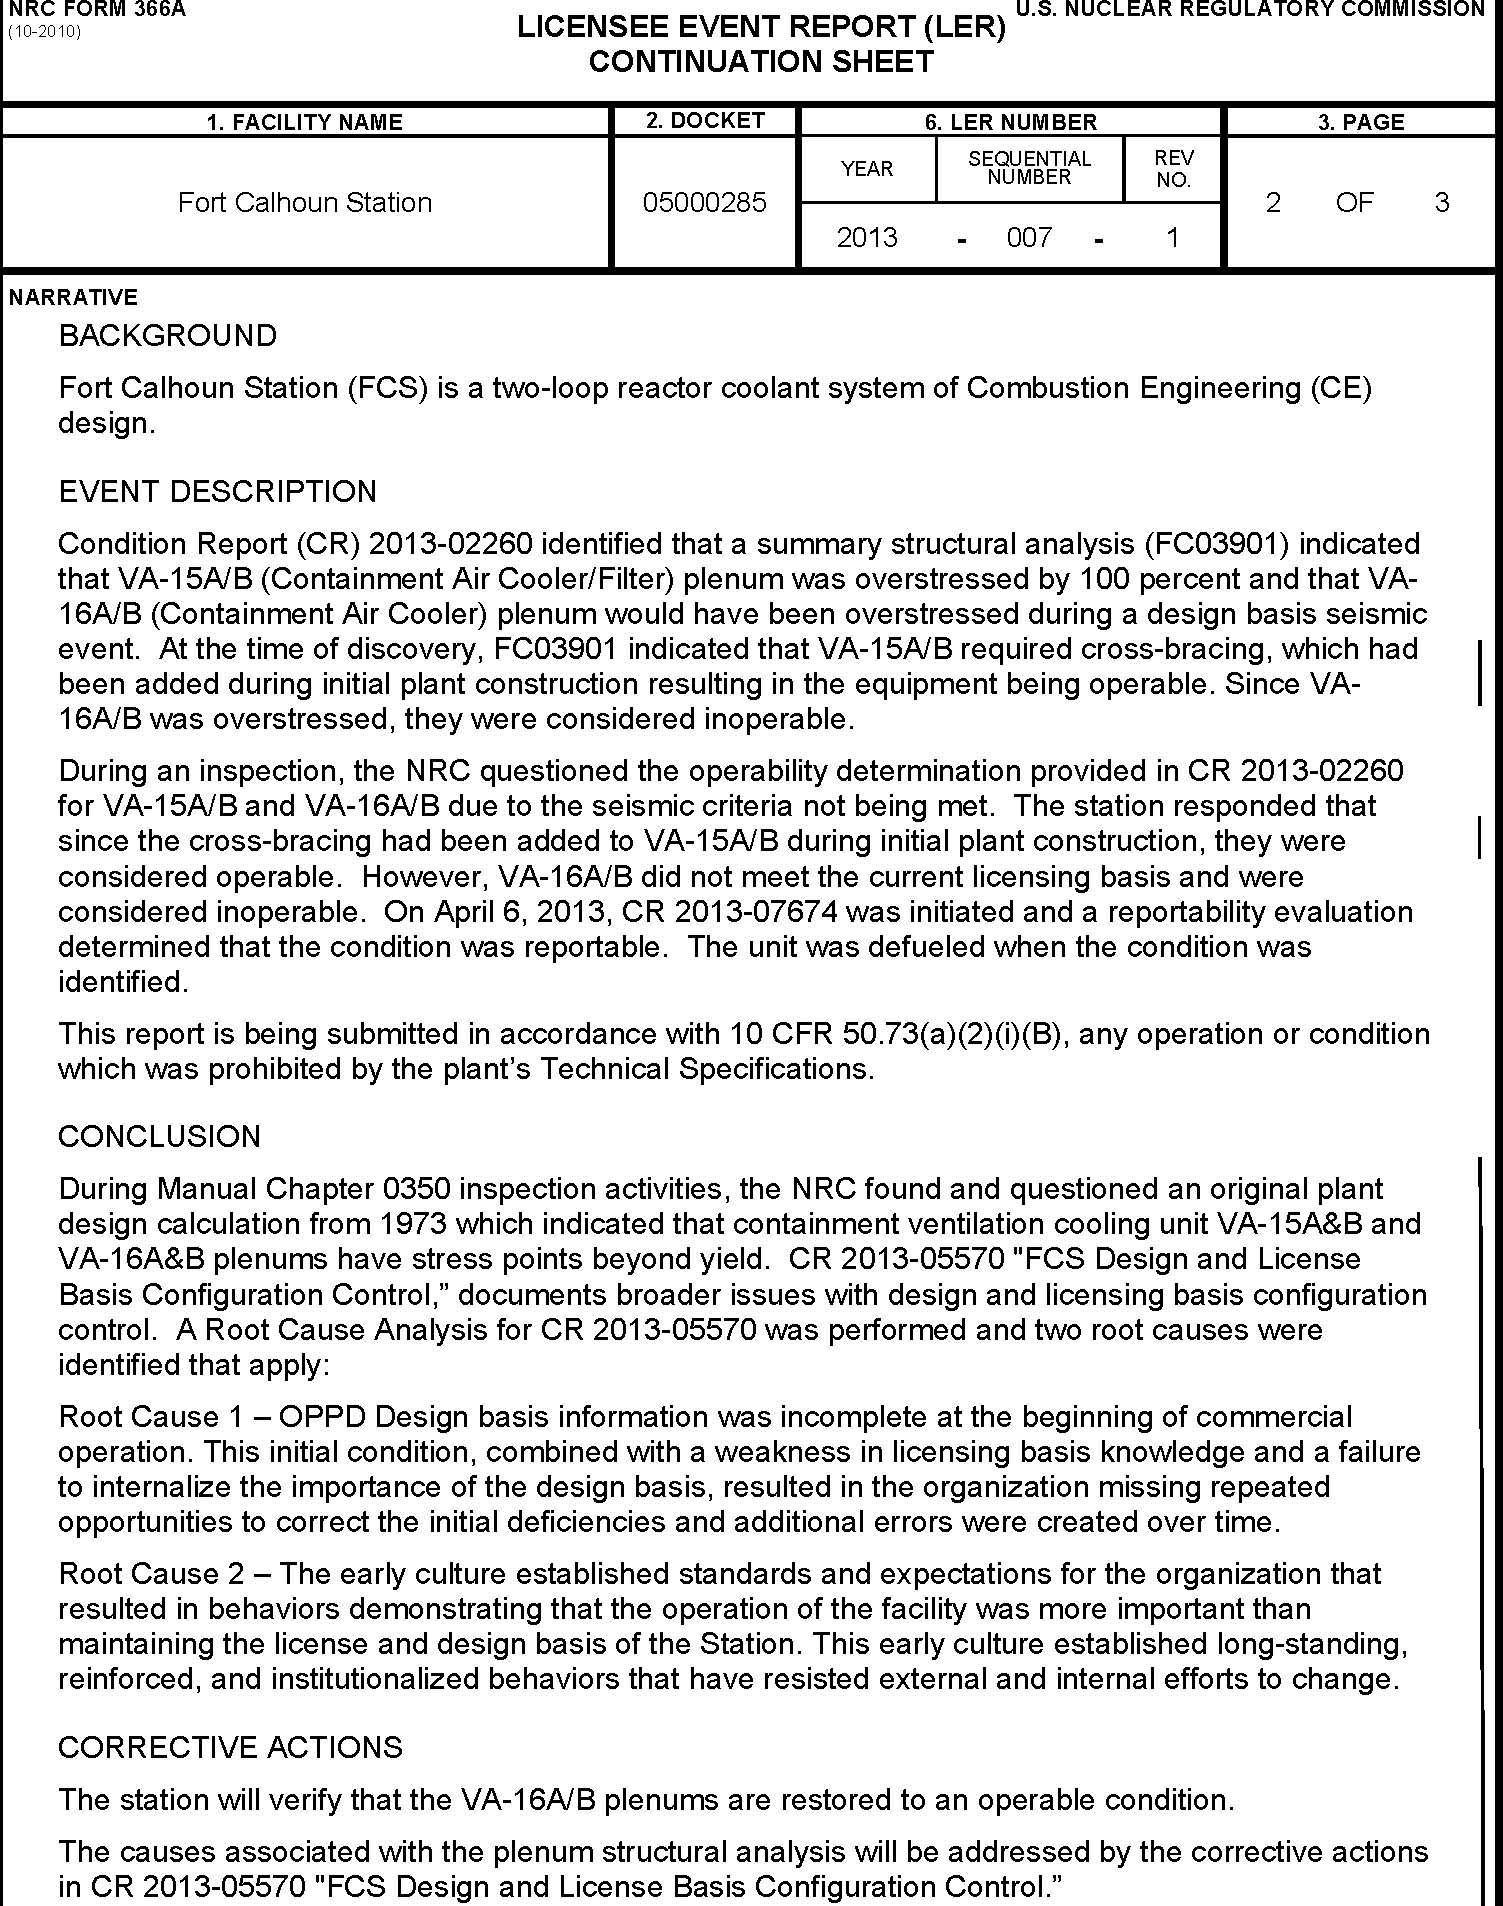 NRC FORM 366A
(10-2010)
U.S. NUCLEAR REGULATORY COMMISSION
LICENSEE EVENT REPORT (LER)
CONTINUATION SHEET
1. FACILITY NAME
2. DOCKET
6. LER NUMBER
3. PAGE
Fort Calhoun Station
05000285
YEAR
SEQUENTIAL
NUMBER
REV
NO.
2 OF 3
2013 - 007 - 1
NARRATIVE
BACKGROUND
Fort Calhoun Station (FCS) is a two-loop reactor coolant system of Combustion Engineering (CE)
design.
EVENT DESCRIPTION
Condition Report (CR) 2013-02260 identified that a summary structural analysis (FC03901) indicated
that VA-15A/B (Containment Air Cooler/Filter) plenum was overstressed by 100 percent and that VA-
16A/B (Containment Air Cooler) plenum would have been overstressed during a design basis seismic
event.  At the time of discovery, FC03901 indicated that VA-15A/B required cross-bracing, which had
been added during initial plant construction resulting in the equipment being operable. Since VA-
16A/B was overstressed, they were considered inoperable.
During an inspection, the NRC questioned the operability determination provided in CR 2013-02260
for VA-15A/B and VA-16A/B due to the seismic criteria not being met.  The station responded that
since the cross-bracing had been added to VA-15A/B during initial plant construction, they were
considered operable.  However, VA-16A/B did not meet the current licensing basis and were
considered inoperable.  On April 6, 2013, CR 2013-07674 was initiated and a reportability evaluation
determined that the condition was reportable.  The unit was defueled when the condition was
identified.
This report is being submitted in accordance with 10 CFR 50.73(a)(2)(i)(B), any operation or condition
which was prohibited by the plant’s Technical Specifications.
CONCLUSION
During Manual Chapter 0350 inspection activities, the NRC found and questioned an original plant
design calculation from 1973 which indicated that containment ventilation cooling unit VA-15A&B and
VA-16A&B plenums have stress points beyond yield.  CR 2013-05570 "FCS Design and License
Basis Configuration Control,” documents broader issues with design and licensing basis configuration
control.  A Root Cause Analysis for CR 2013-05570 was performed and two root causes were
identified that apply:
Root Cause 1 – OPPD Design basis information was incomplete at the beginning of commercial
operation. This initial condition, combined with a weakness in licensing basis knowledge and a failure
to internalize the importance of the design basis, resulted in the organization missing repeated
opportunities to correct the initial deficiencies and additional errors were created over time.
Root Cause 2 – The early culture established standards and expectations for the organization that
resulted in behaviors demonstrating that the operation of the facility was more important than
maintaining the license and design basis of the Station. This early culture established long-standing,
reinforced, and institutionalized behaviors that have resisted external and internal efforts to change.
CORRECTIVE ACTIONS
The station will verify that the VA-16A/B plenums are restored to an operable condition.
The causes associated with the plenum structural analysis will be addressed by the corrective actions
in CR 2013-05570 "FCS Design and License Basis Configuration Control.”